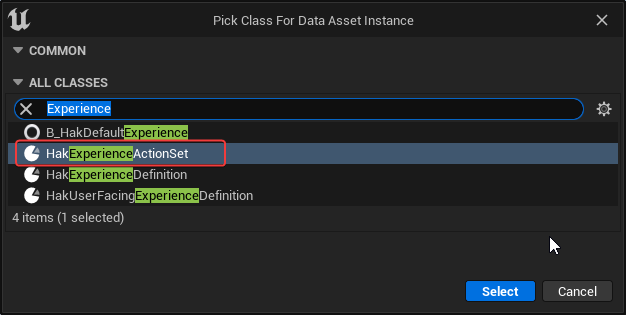 Pick Class For Data Asset Instance
COMMON
ALL CLASSES
Experience
B_HakDefaultExperience
HakExperienceActionSet
HakExperienceDefinition
HakUserFacingExperienceDefinition
4 items (1 selected)
Select
Cancel